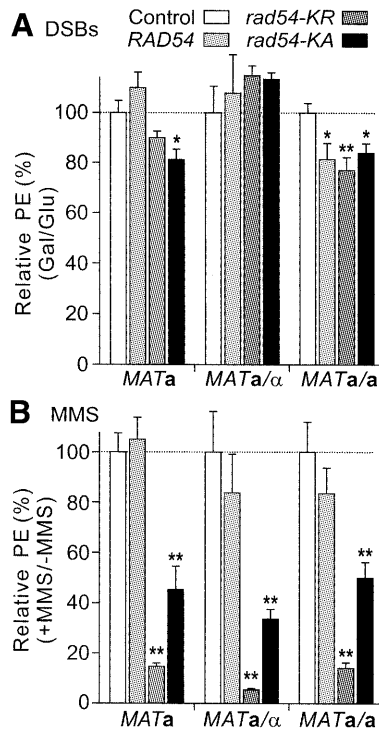 A DSBs
Control rad54-KR
RAD54 rad54-KA
Relative PE (%)
(Gal/Glu)
100
80
60
40
20
0
*
* ** *
MATa MATa/α MATa/a
B MMS
Relative PE (%)
(+MMS/-MMS)
100
80
60
40
20
0
** ** ** ** ** **
MATa MATa/α MATa/a